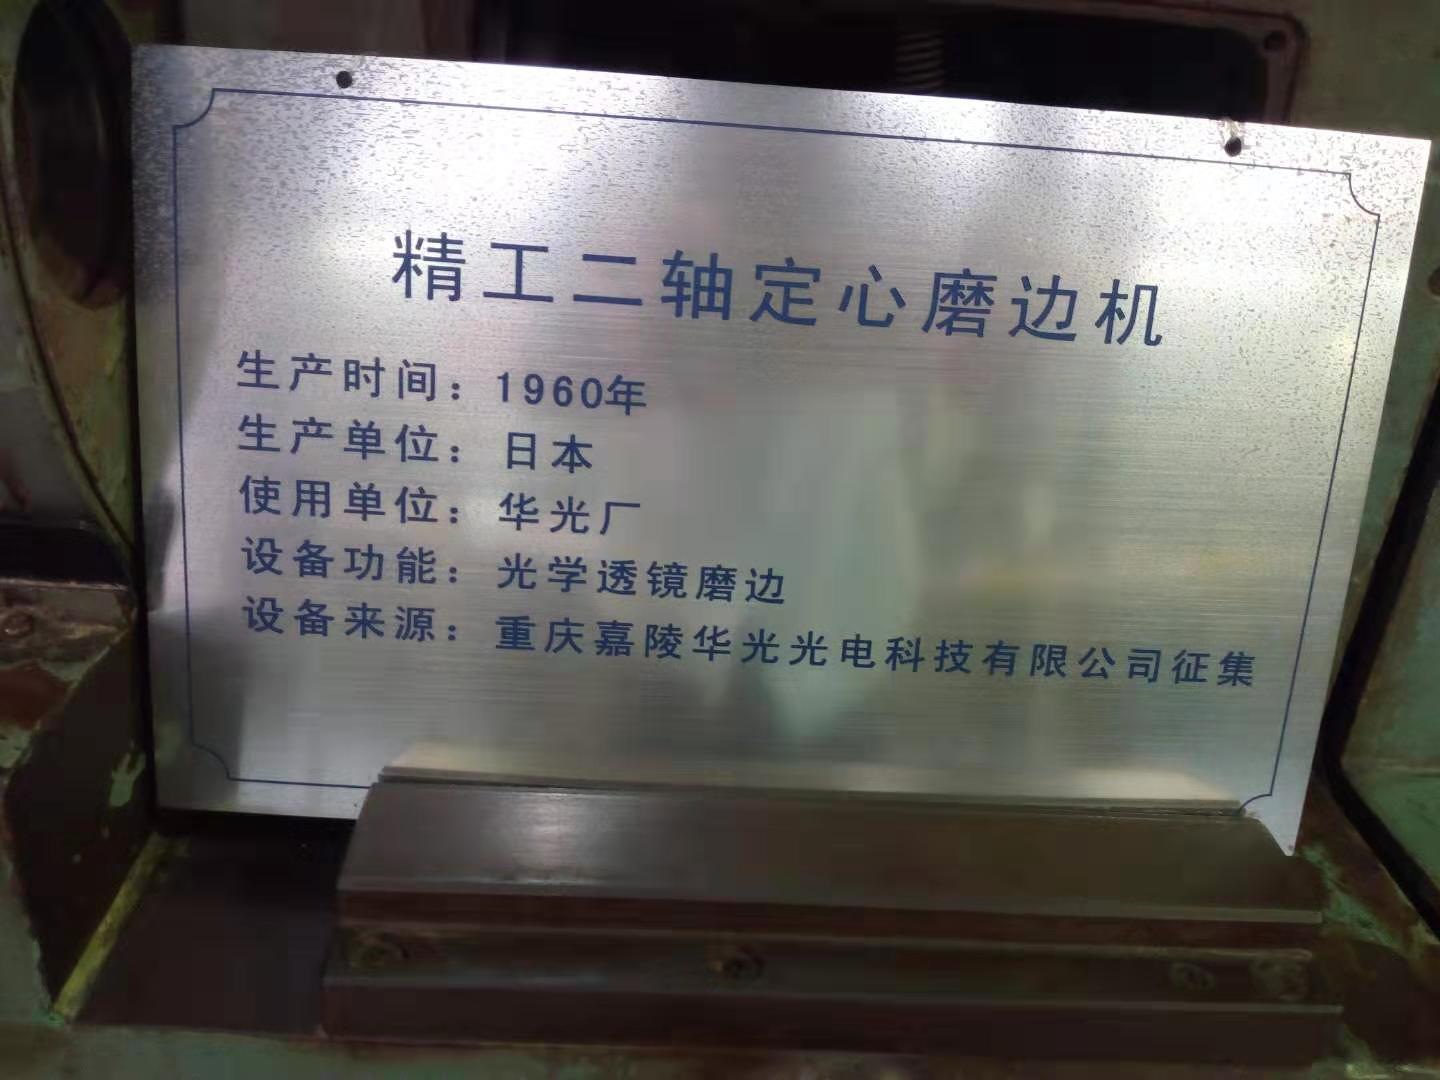 精工二轴定心磨边机
生产时间：1960年
生产单位：日本
使用单位：华光厂
设备功能：光学透镜磨边
设备来源：重庆嘉陵华光光电科技有限公司征集